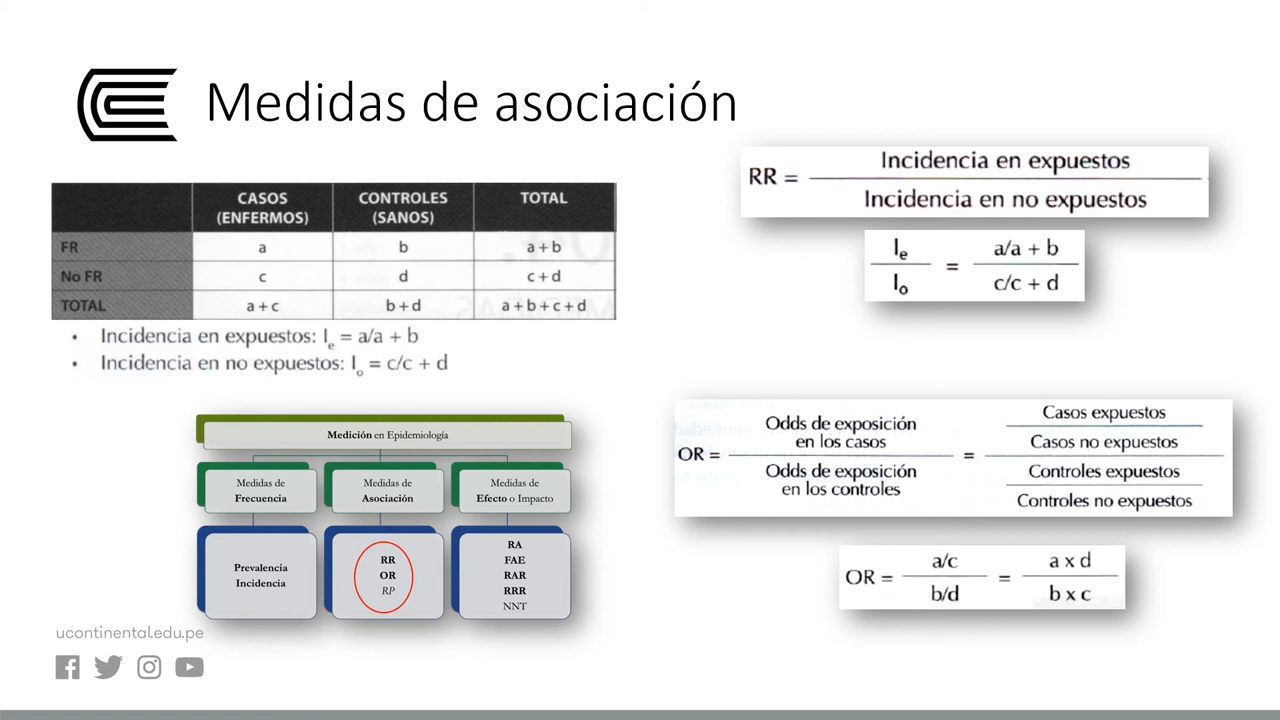 Medidas de asociación
CASOS (ENFERMOS) CONTROLES (SANOS) TOTAL
FR a b a + b
No FR c d c + d
TOTAL a + c b + d a + b + c + d
• Incidencia en expuestos: Ie = a/a + b
• Incidencia en no expuestos: Io = c/c + d
RR = Incidencia en expuestos
Incidencia en no expuestos
Ie = a/a + b
Io c/c + d
Medición en Epidemiología
Medidas de
Frecuencia
Medidas de
Asociación
Medidas de
Efecto o Impacto
Prevalencia
Incidencia
RR
OR
RP
RA
FAE
RAR
RRR
NNT
OR = Odds de exposición
en los casos
Odds de exposición
en los controles
= Casos expuestos
Casos no expuestos
Controles expuestos
Controles no expuestos
OR = a/c = a x d
b/d b x c
ucontinental.edu.pe